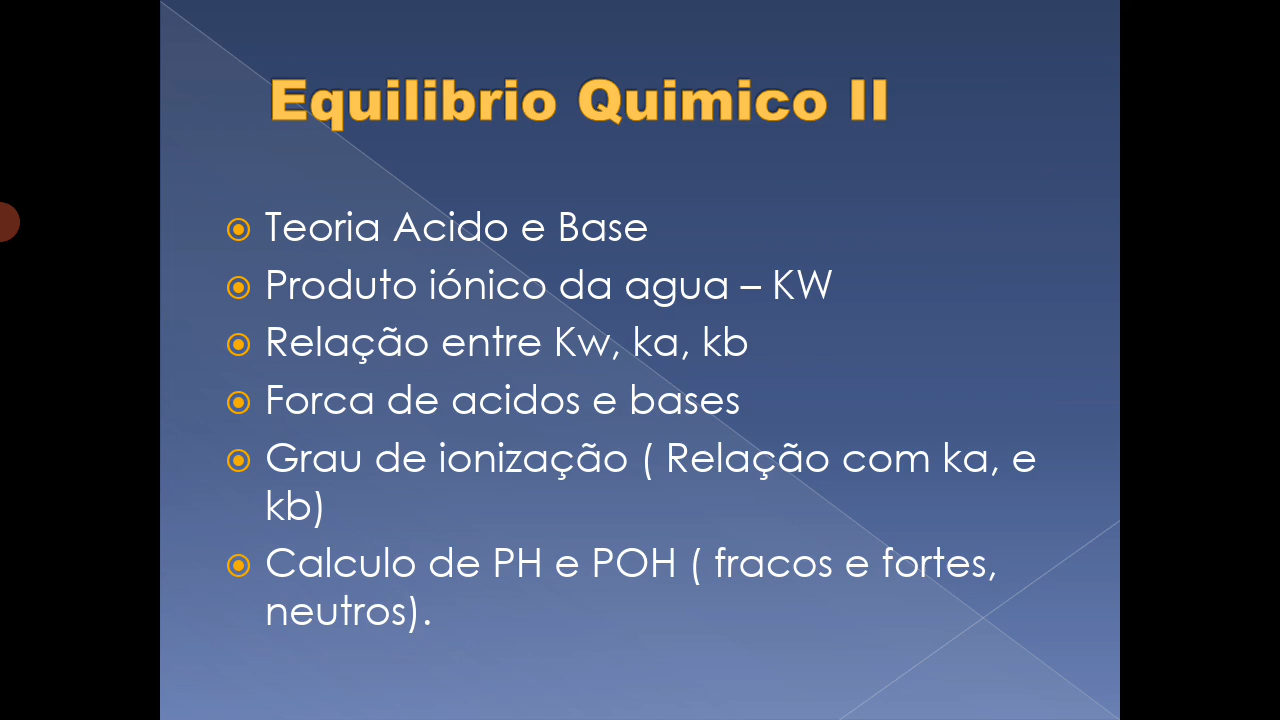 Equilibrio Quimico II
Teoria Acido e Base
Produto iónico da agua – KW
Relação entre Kw, ka, kb
Forca de acidos e bases
Grau de ionização ( Relação com ka, e
kb)
Calculo de PH e POH ( fracos e fortes,
neutros).